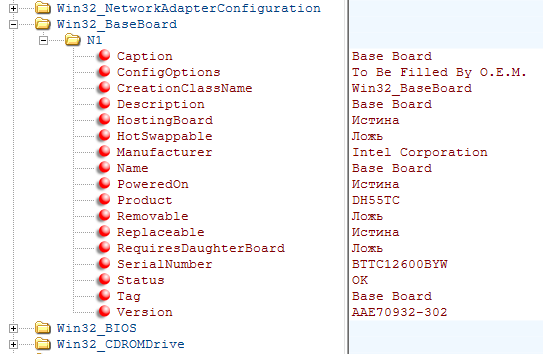 Win32_NetworkAdapterConfiguration
Win32_BaseBoard
N1
Caption Base Board
ConfigOptions To Be Filled By O.E.M.
CreationClassName Win32_BaseBoard
Description Base Board
HostingBoard Истина
HotSwappable Ложь
Manufacturer Intel Corporation
Name Base Board
PoweredOn Истина
Product DH55TC
Removable Ложь
Replaceable Истина
RequiresDaughterBoard Ложь
SerialNumber BTTC12600BYW
Status OK
Tag Base Board
Version AAE70932-302
Win32_BIOS
Win32_CDROMDrive